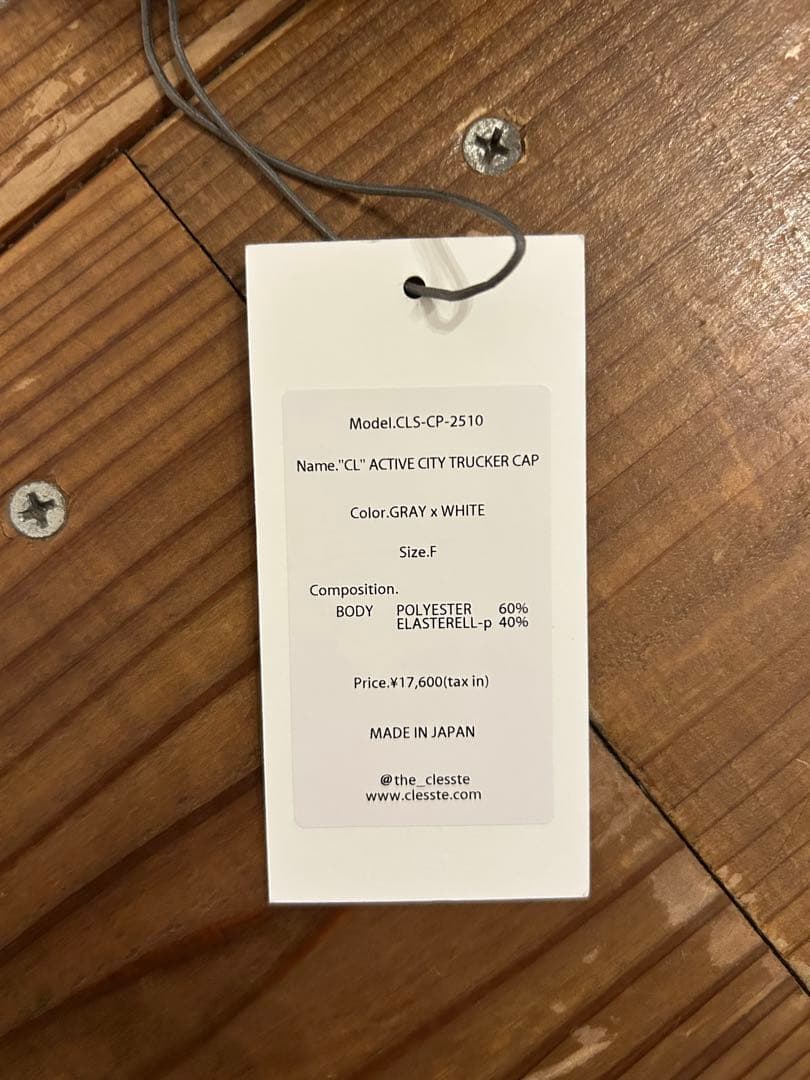 Model.CLS-CP-2510
Name."CL" ACTIVE CITY TRUCKER CAP
Color.GRAY x WHITE
Size.F
Composition.
BODY POLYESTER 60%
ELASTERELL-p 40%
Price.¥17,600(tax in)
MADE IN JAPAN
@the_clesste
www.clesste.com